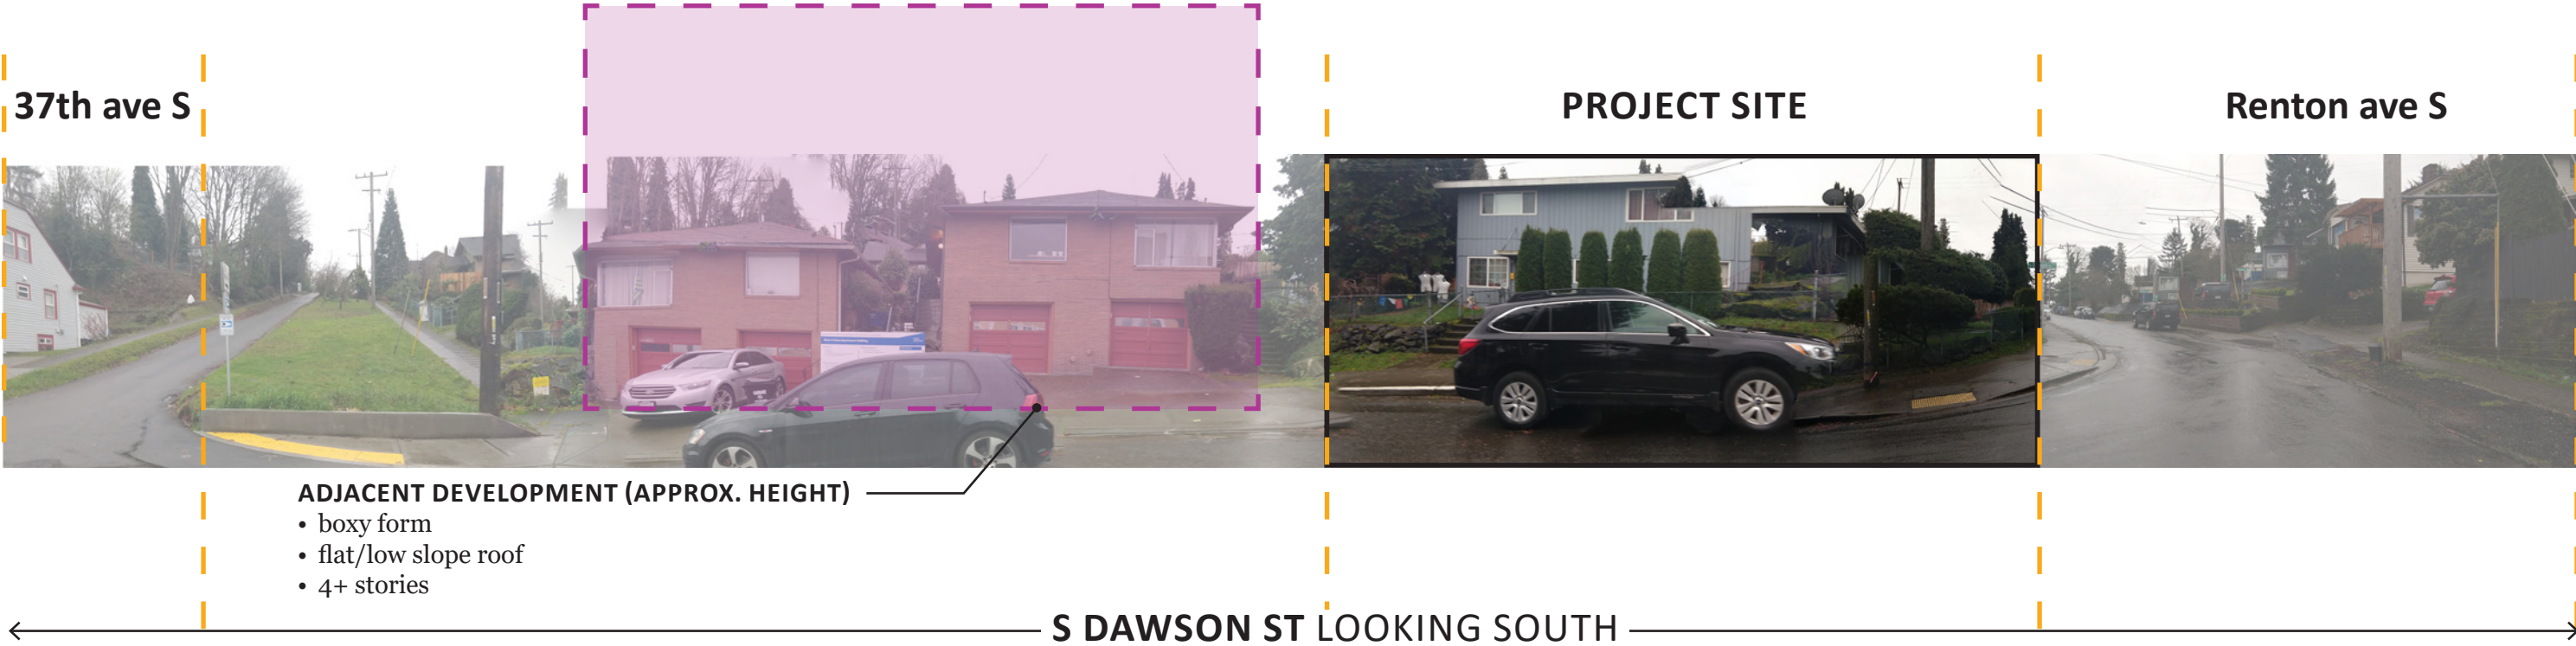 37th ave S
PROJECT SITE
Renton ave S
ADJACENT DEVELOPMENT (APPROX. HEIGHT)
• boxy form
• flat/low slope roof
• 4+ stories
S DAWSON ST LOOKING SOUTH